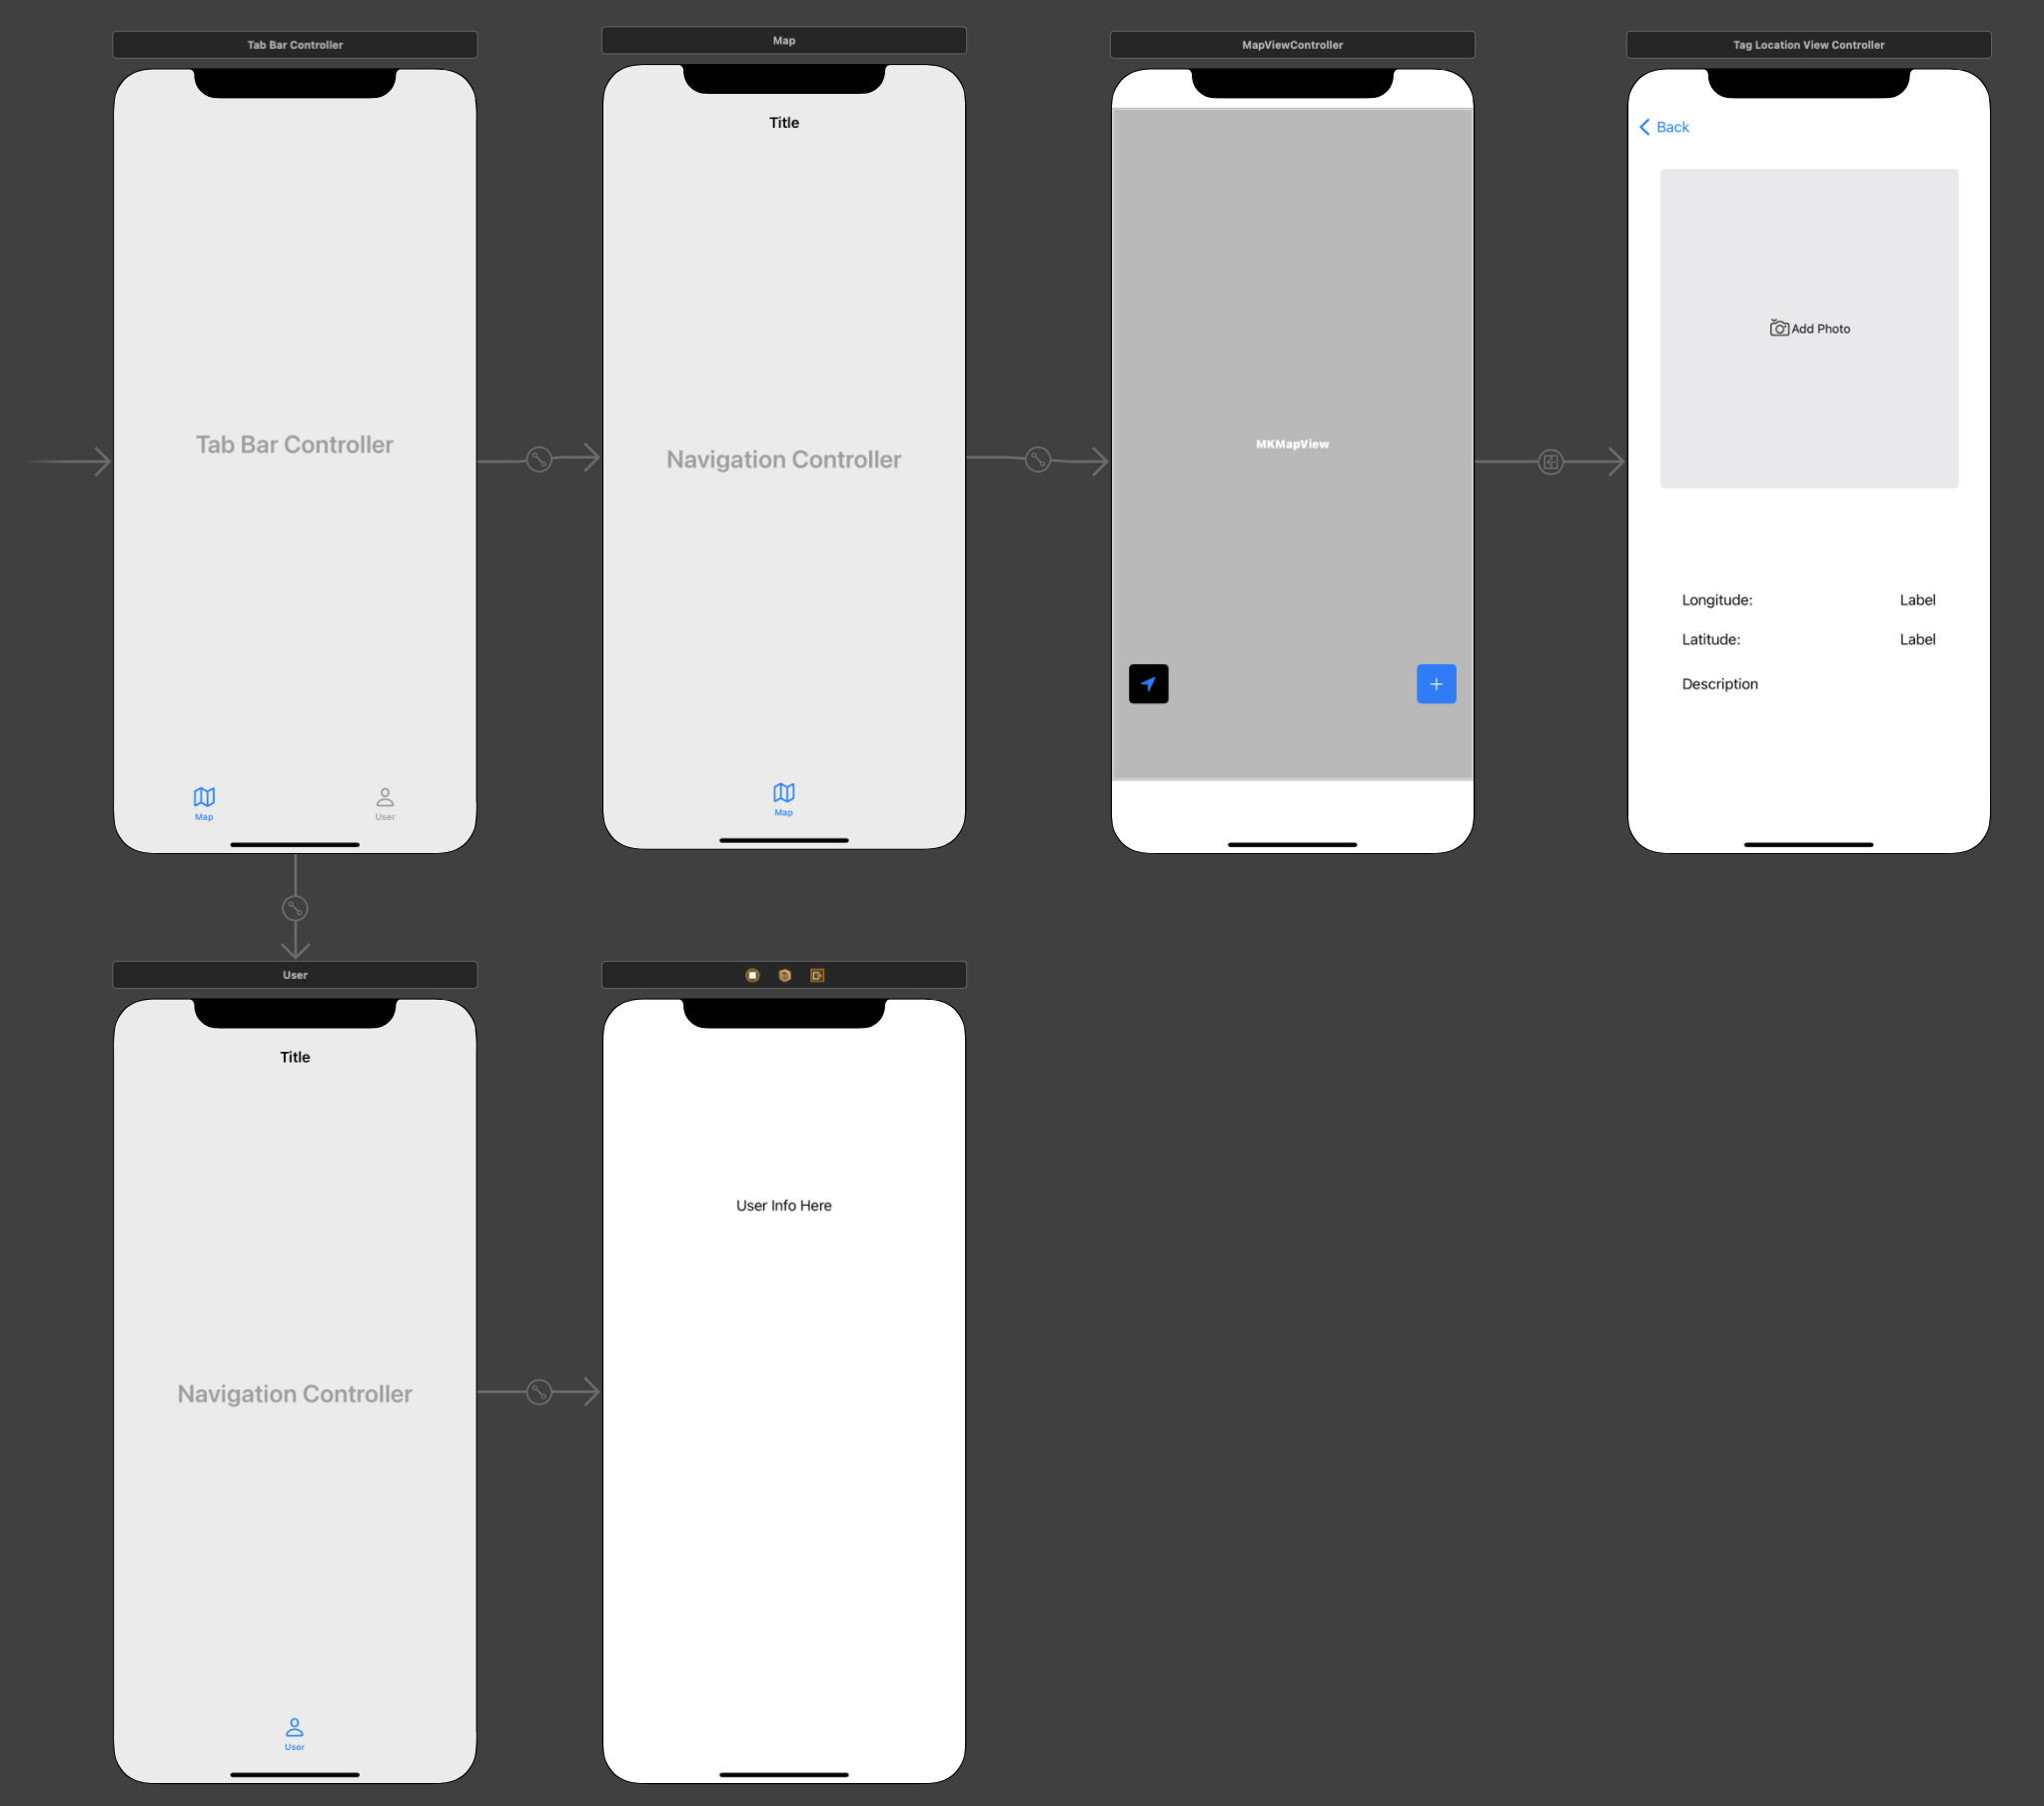 Tab Bar Controller
Map
MapViewController
Tag Location View Controller
Title
Back
Add Photo
Tab Bar Controller
Navigation Controller
MKMapView
Longitude:
Label
Latitude:
Label
Description
Map
User
Map
User
Title
User Info Here
Navigation Controller
User